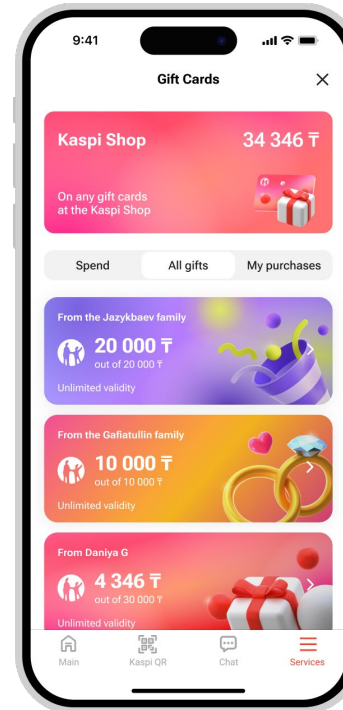 9:41
Gift Cards
Kaspi Shop
34 346 ₸
On any gift cards
at the Kaspi Shop
Spend
All gifts
My purchases
From the Jazykbaev family
20 000 ₸
out of 20 000 ₸
Unlimited validity
From the Gafiatullin family
10 000 ₸
out of 10 000 ₸
Unlimited validity
From Daniya G
4 346 ₸
out of 30 000 ₸
Unlimited validity
Main
Kaspi QR
Chat
Services